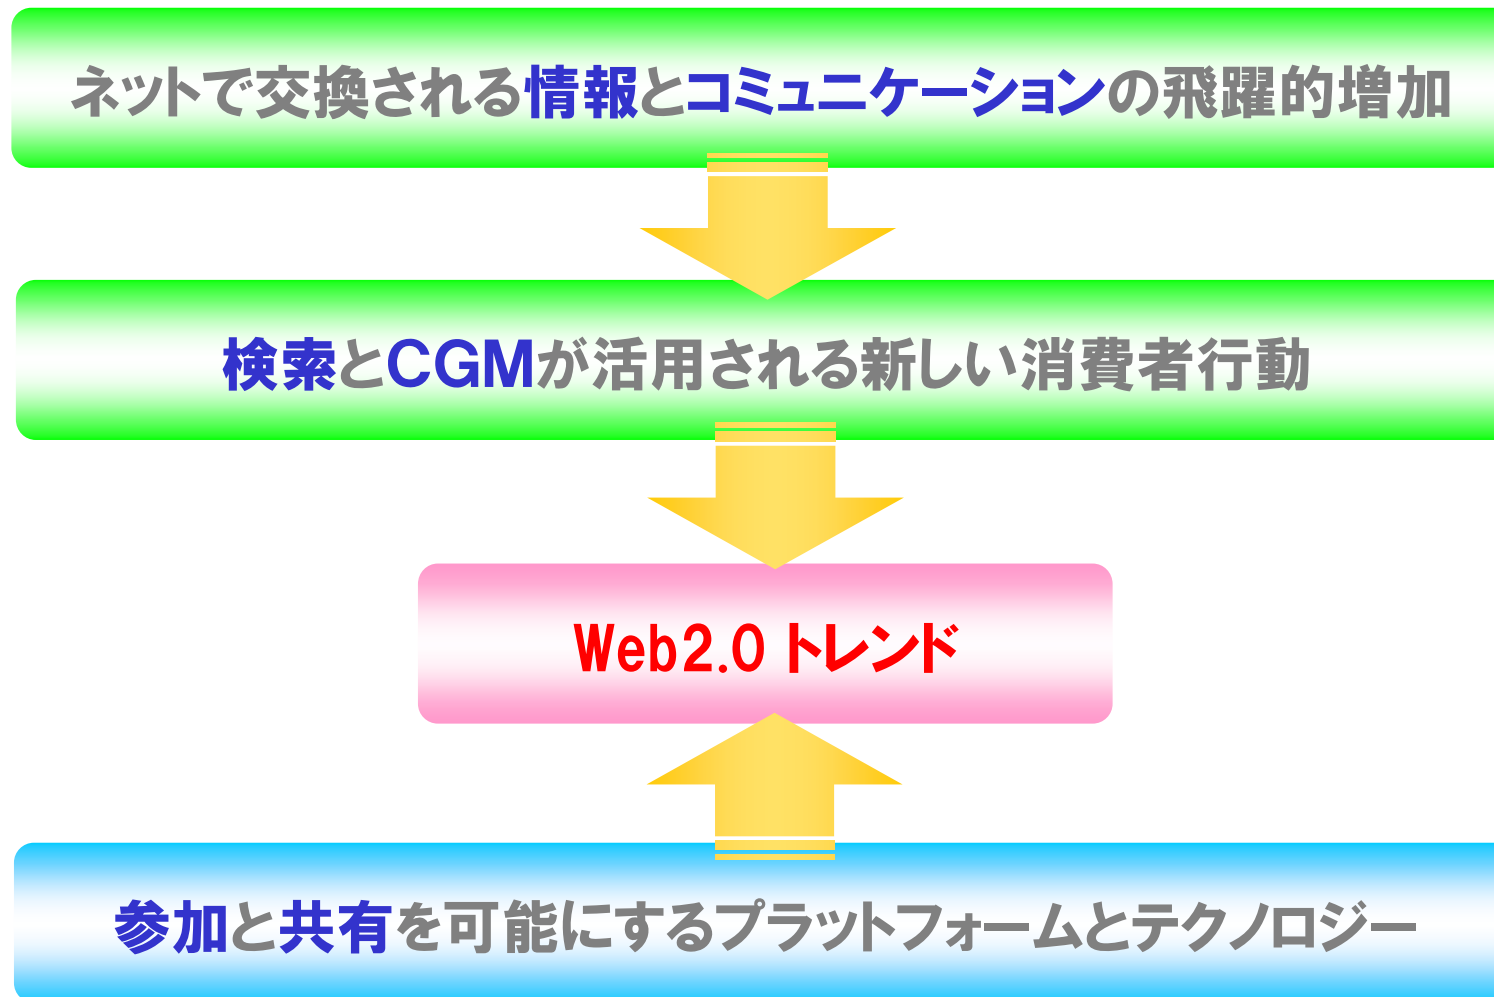 ネットで交換される情報とコミュニケーションの飛躍的増加
検索とCGMが活用される新しい消費者行動
Web2.0 トレンド
参加と共有を可能にするプラットフォームとテクノロジー